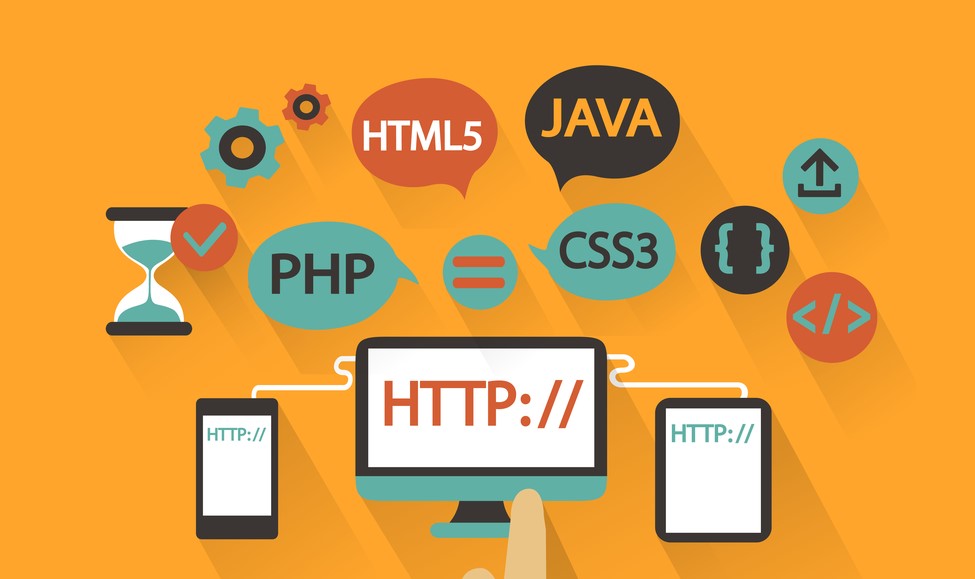 HTML5
JAVA
PHP
=
CSS3
{ }
</>
HTTP://
HTTP://
HTTP://